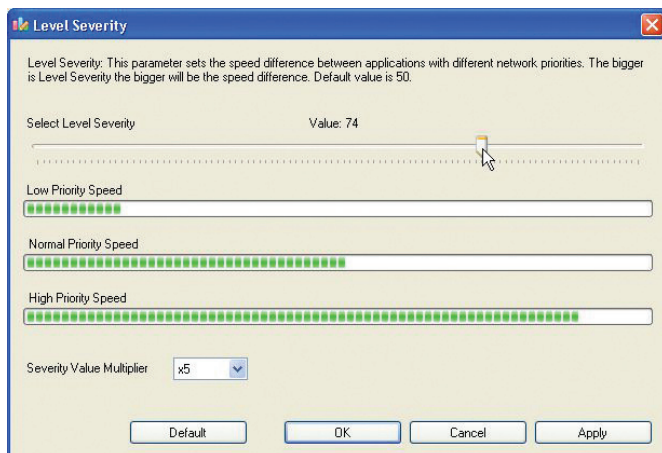 Level Severity
Level Severity: This parameter sets the speed difference between applications with different network priorities. The bigger
is Level Severity the bigger will be the speed difference. Default value is 50.
Select Level Severity Value: 74
Low Priority Speed
Normal Priority Speed
High Priority Speed
Severity Value Multiplier x5
Default OK Cancel Apply